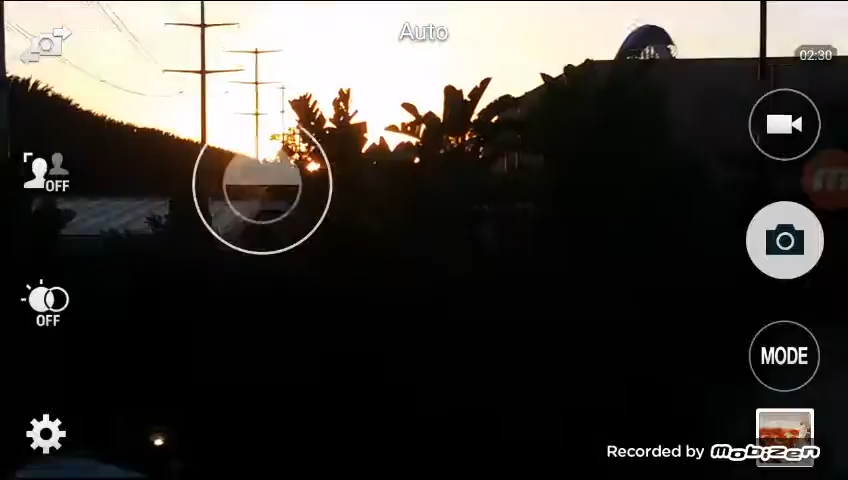 Auto
02:30
OFF
OFF
MODE
Recorded by Mobizen